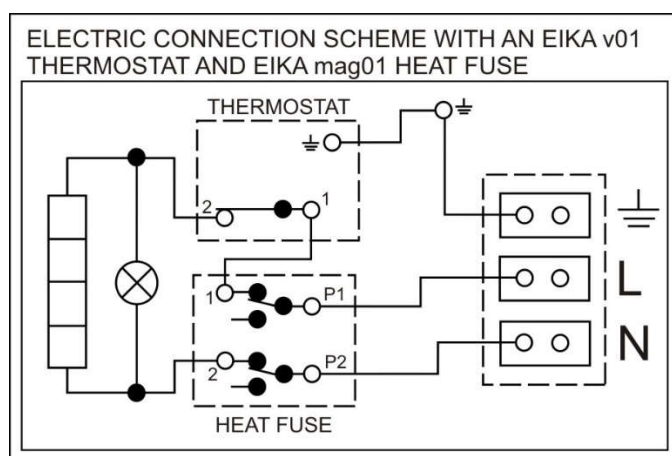 ELECTRIC CONNECTION SCHEME WITH AN EIKA v01
THERMOSTAT AND EIKA mag01 HEAT FUSE
THERMOSTAT
2
1
1
P1
L
2
P2
N
HEAT FUSE